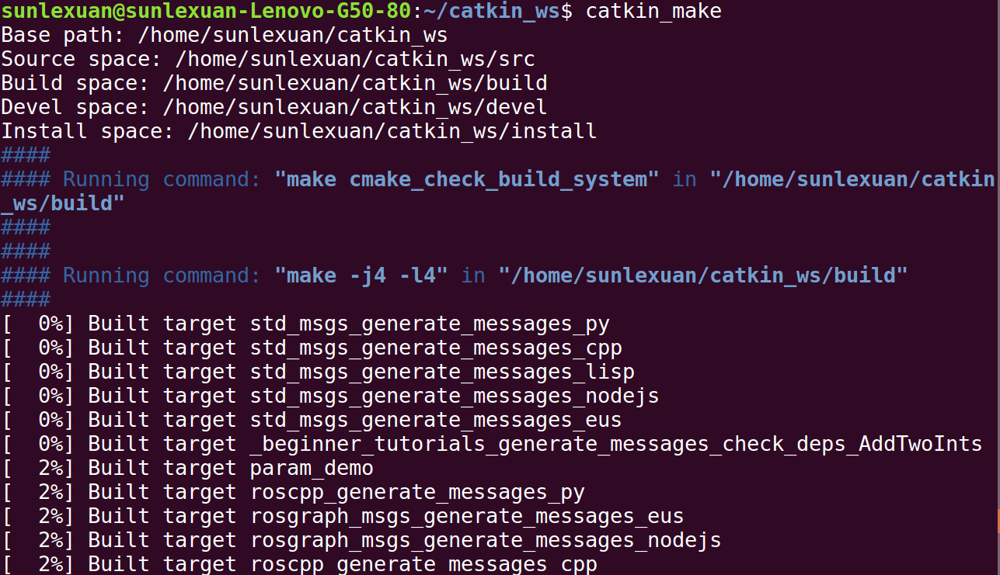 sunlexuan@sunlexuan-Lenovo-G50-80:~/catkin_ws$ catkin_make
Base path: /home/sunlexuan/catkin_ws
Source space: /home/sunlexuan/catkin_ws/src
Build space: /home/sunlexuan/catkin_ws/build
Devel space: /home/sunlexuan/catkin_ws/devel
Install space: /home/sunlexuan/catkin_ws/install
####
#### Running command: "make cmake_check_build_system" in "/home/sunlexuan/catkin
_ws/build"
####
####
#### Running command: "make -j4 -l4" in "/home/sunlexuan/catkin_ws/build"
####
[  0%] Built target std_msgs_generate_messages_py
[  0%] Built target std_msgs_generate_messages_cpp
[  0%] Built target std_msgs_generate_messages_lisp
[  0%] Built target std_msgs_generate_messages_nodejs
[  0%] Built target std_msgs_generate_messages_eus
[  0%] Built target _beginner_tutorials_generate_messages_check_deps_AddTwoInts
[  2%] Built target param_demo
[  2%] Built target roscpp_generate_messages_py
[  2%] Built target rosgraph_msgs_generate_messages_eus
[  2%] Built target rosgraph_msgs_generate_messages_nodejs
[  2%] Built target roscpp_generate_messages_cpp